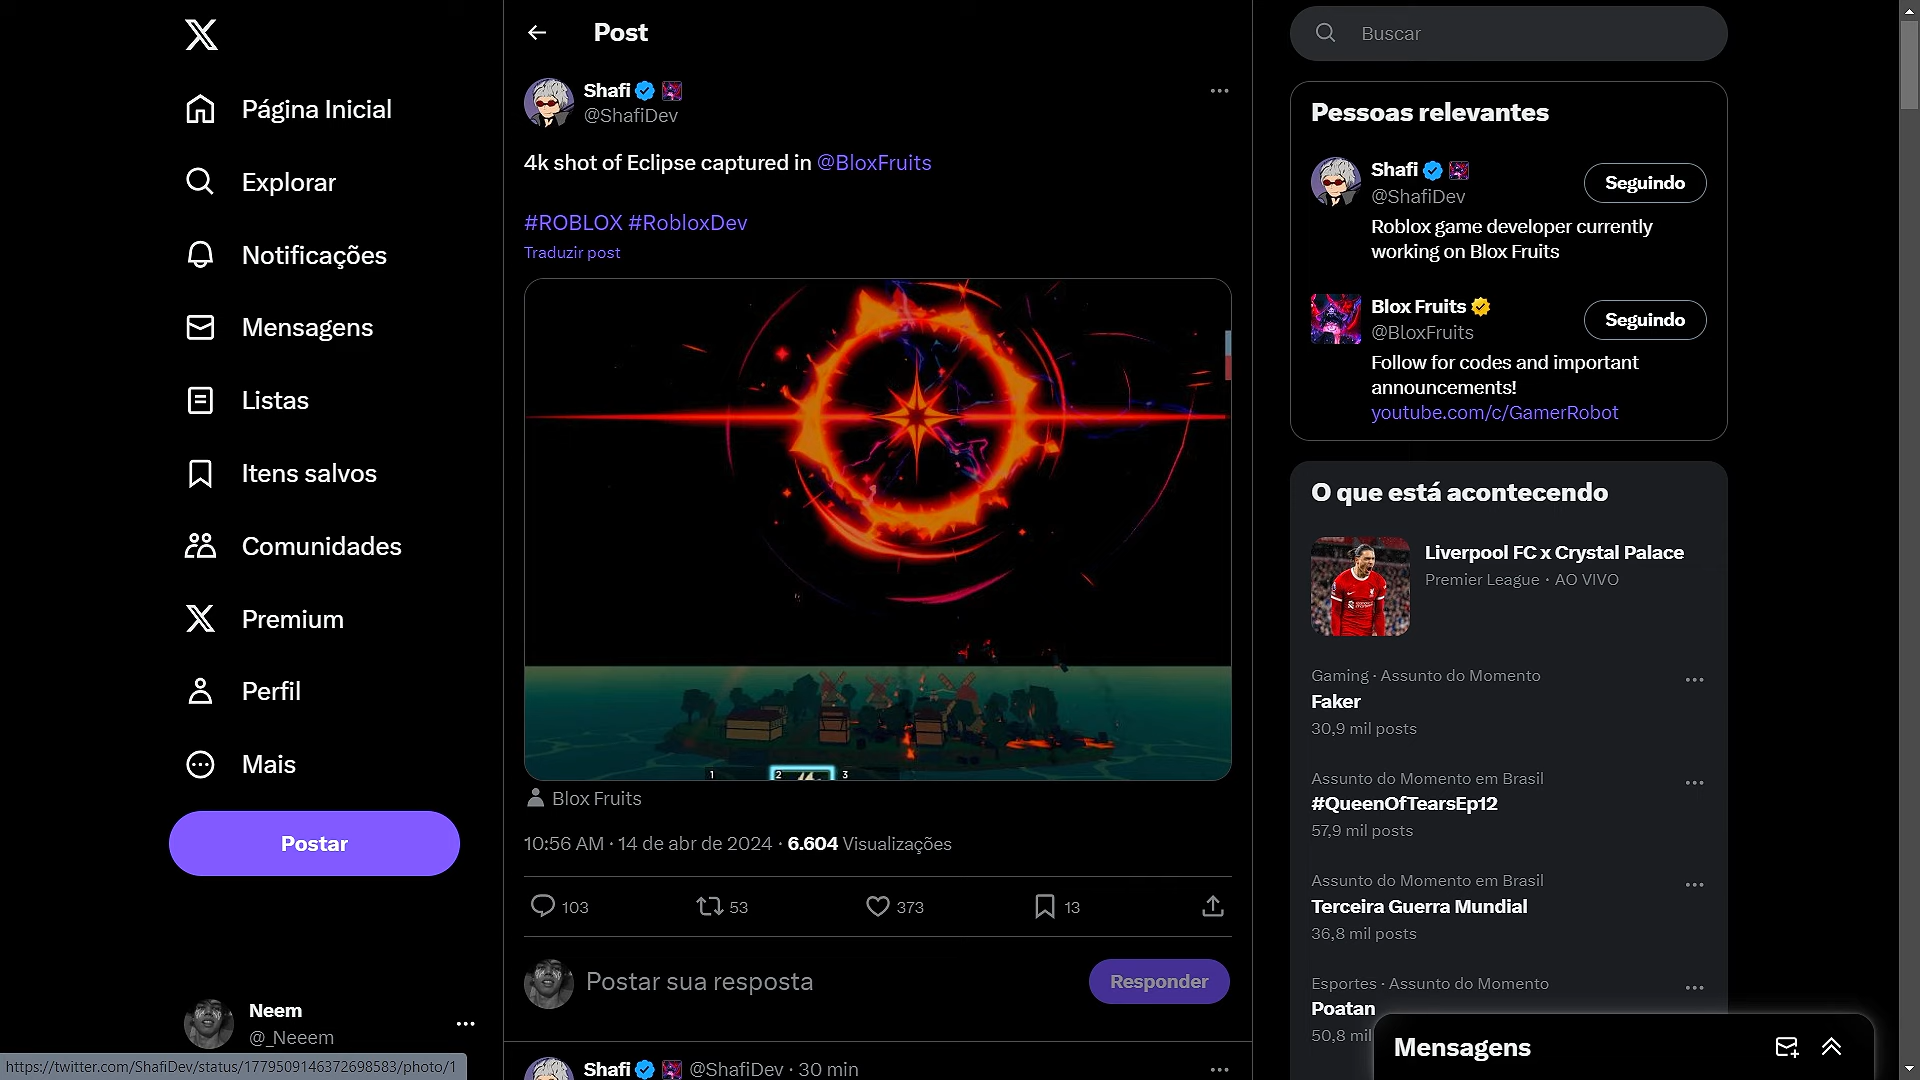 Página Inicial
Explorar
Notificações
Mensagens
Listas
Itens salvos
Comunidades
Premium
Perfil
Mais
Postar
Neem
@_Neeem
https://twitter.com/ShafiDev/status/1779509146372698583/photo/1
Post
Shafi
@ShafiDev
4k shot of Eclipse captured in @BloxFruits
#ROBLOX #RobloxDev
Traduzir post
1 2 3
Blox Fruits
10:56 AM · 14 de abr de 2024 · 6.604 Visualizações
103 53 373 13
Postar sua resposta
Responder
Shafi @ShafiDev · 30 min
Buscar
Pessoas relevantes
Shafi
@ShafiDev
Seguindo
Roblox game developer currently
working on Blox Fruits
Blox Fruits
@BloxFruits
Seguindo
Follow for codes and important
announcements!
youtube.com/c/GamerRobot
O que está acontecendo
Liverpool FC x Crystal Palace
Premier League · AO VIVO
Gaming · Assunto do Momento
Faker
30,9 mil posts
Assunto do Momento em Brasil
#QueenOfTearsEp12
57,9 mil posts
Assunto do Momento em Brasil
Terceira Guerra Mundial
36,8 mil posts
Esportes · Assunto do Momento
Poatan
50,8 mil
Mensagens